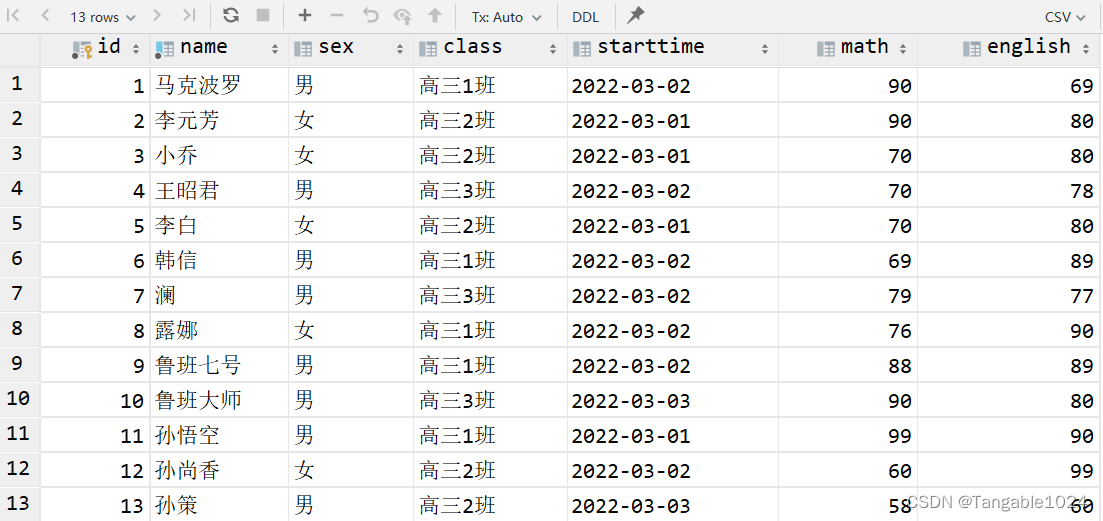 13 rows Tx: Auto DDL CSV
id name sex class starttime math english
1 1 马克波罗 男 高三1班 2022-03-02 90 69
2 2 李元芳 女 高三2班 2022-03-01 90 80
3 3 小乔 女 高三2班 2022-03-01 70 80
4 4 王昭君 男 高三3班 2022-03-02 70 78
5 5 李白 女 高三2班 2022-03-01 70 80
6 6 韩信 男 高三1班 2022-03-02 69 89
7 7 澜 男 高三3班 2022-03-02 79 77
8 8 露娜 女 高三1班 2022-03-02 76 90
9 9 鲁班七号 男 高三1班 2022-03-02 88 89
10 10 鲁班大师 男 高三3班 2022-03-03 90 80
11 11 孙悟空 男 高三1班 2022-03-01 99 90
12 12 孙尚香 女 高三2班 2022-03-02 60 99
13 13 孙策 男 高三2班 2022-03-03 58 60
CSDN @Tangable1024